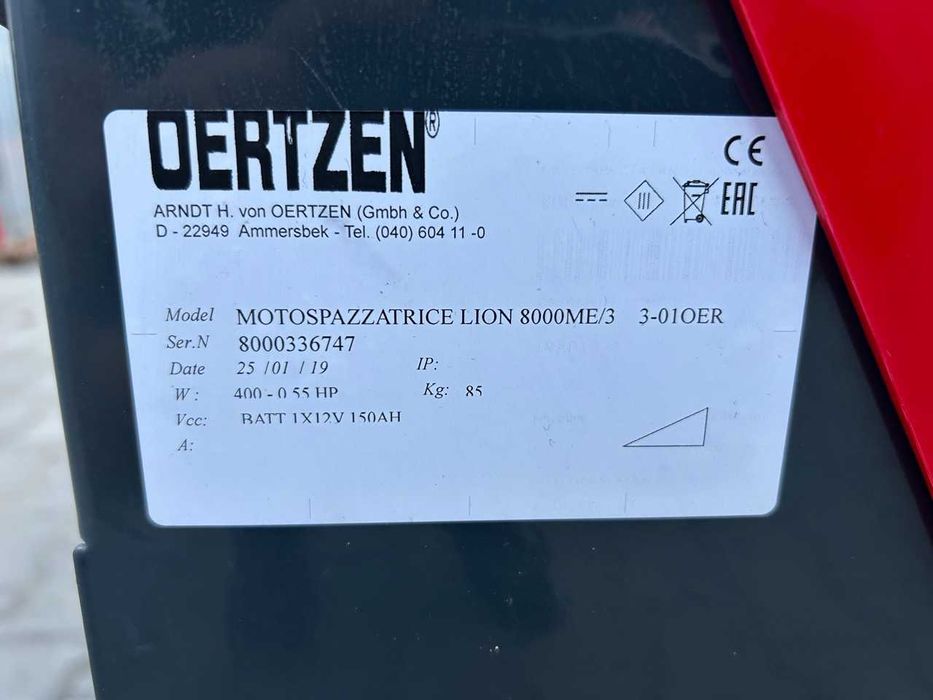 OERTZEN®
CE
EAC
ARNDT H. von OERTZEN (Gmbh & Co.)
D - 22949 Ammersbek - Tel. (040) 604 11 -0
Model MOTOSPAZZATRICE LION 8000ME/3 3-01OER
Ser.N 8000336747
Date 25 /01 / 19 IP:
W : 400 - 0 55 HP Kg: 85
Vcc: BATT 1X12V 150AH
A: